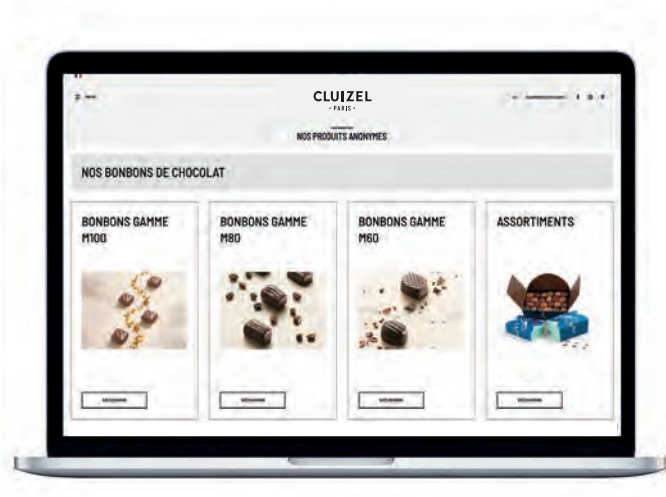 CLUIZEL
• PARIS •
NOS PRODUITS ANONYMES
NOS BONBONS DE CHOCOLAT
BONBONS GAMME
M100
BONBONS GAMME
M80
BONBONS GAMME
M60
ASSORTIMENTS